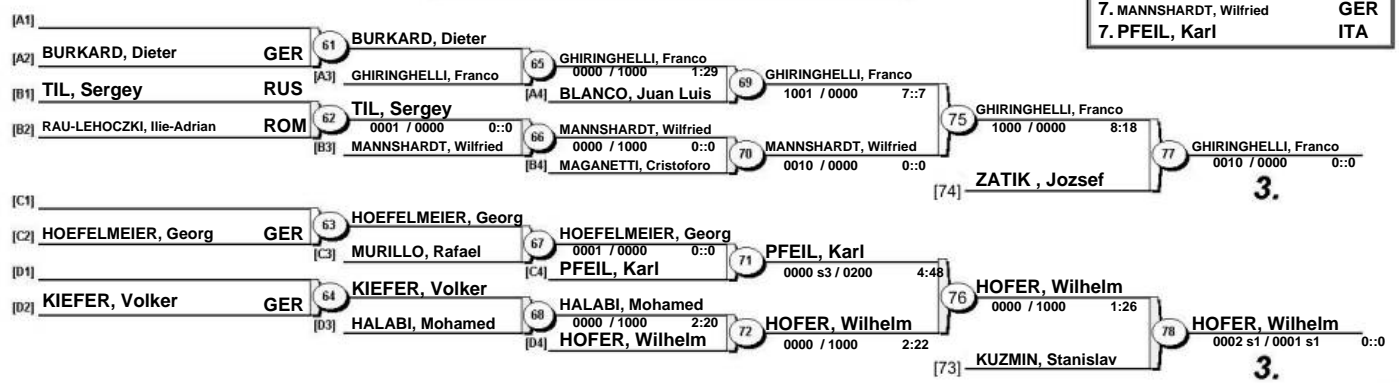 7. MANNSHARDT, Wilfried GER
7. PFEIL, Karl ITA
[A1]
[A2] BURKARD, Dieter GER
61
BURKARD, Dieter
[A3] GHIRINGHELLI, Franco
65
GHIRINGHELLI, Franco
0000 / 1000 1:29
[A4] BLANCO, Juan Luis
69
GHIRINGHELLI, Franco
1001 / 0000 7::7
[B1] TIL, Sergey RUS
[B2] RAU-LEHOCZKI, Ilie-Adrian ROM
62
TIL, Sergey
0001 / 0000 0::0
[B3] MANNSHARDT, Wilfried
66
MANNSHARDT, Wilfried
0000 / 1000 0::0
[B4] MAGANETTI, Cristoforo
70
MANNSHARDT, Wilfried
0010 / 0000 0::0
75
GHIRINGHELLI, Franco
1000 / 0000 8:18
[74] ZATIK , Jozsef
77
GHIRINGHELLI, Franco
0010 / 0000 0::0
3.
[C1]
[C2] HOEFELMEIER, Georg GER
63
HOEFELMEIER, Georg
[C3] MURILLO, Rafael
67
HOEFELMEIER, Georg
0001 / 0000 0::0
[C4] PFEIL, Karl
71
PFEIL, Karl
0000 s3 / 0200 4:48
[D1]
[D2] KIEFER, Volker GER
64
KIEFER, Volker
[D3] HALABI, Mohamed
68
HALABI, Mohamed
0000 / 1000 2:20
[D4] HOFER, Wilhelm
72
HOFER, Wilhelm
0000 / 1000 2:22
76
HOFER, Wilhelm
0000 / 1000 1:26
[73] KUZMIN, Stanislav
78
HOFER, Wilhelm
0002 s1 / 0001 s1 0::0
3.